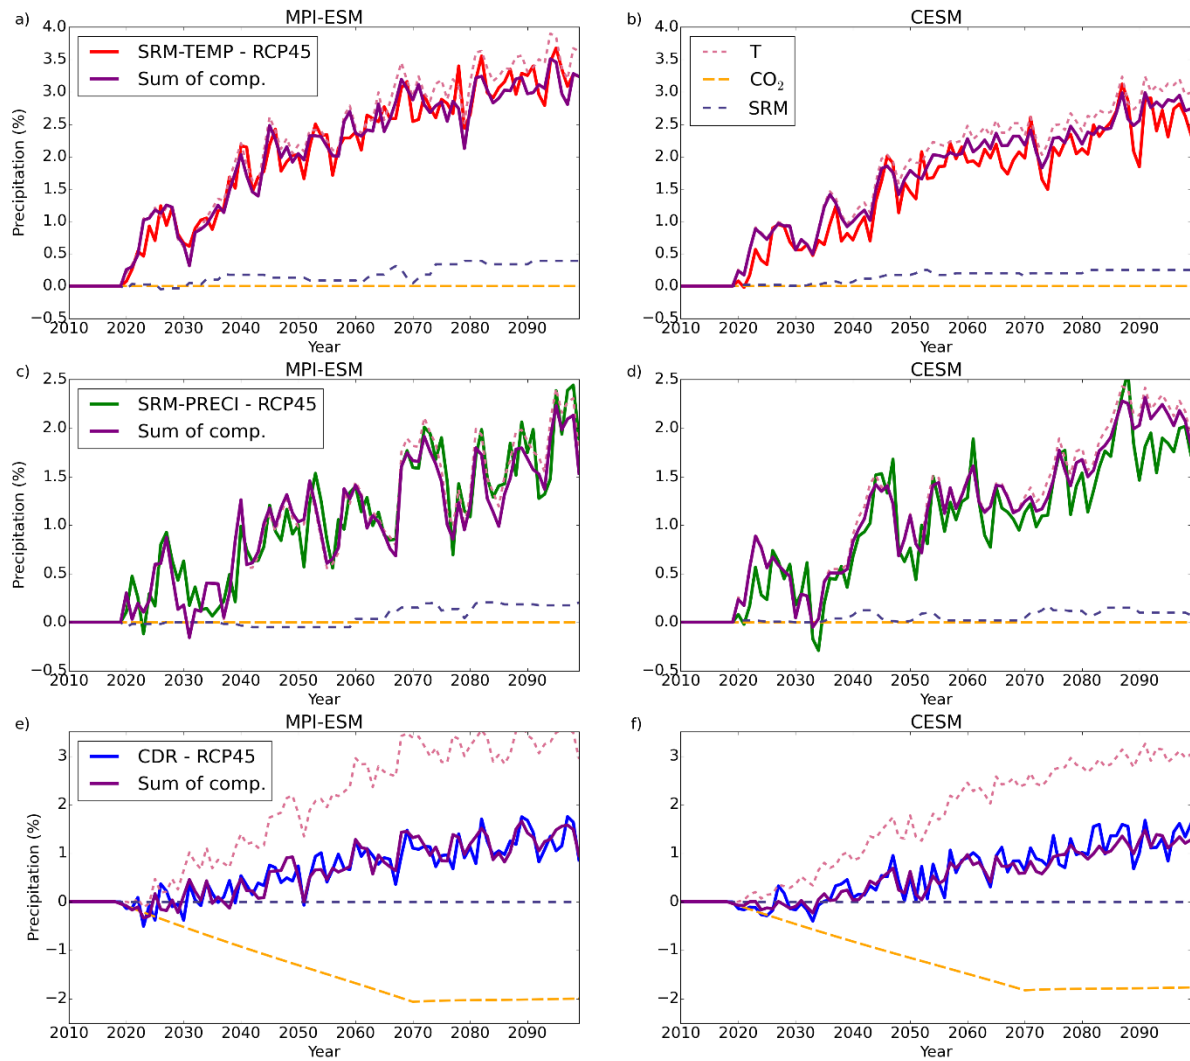 a) MPI-ESM
4.0
3.5
3.0
2.5
2.0
1.5
1.0
0.5
0.0
−0.5
Precipitation (%)
SRM-TEMP - RCP45
Sum of comp.
2010 2020 2030 2040 2050 2060 2070 2080 2090
Year
b) CESM
4.0
3.5
3.0
2.5
2.0
1.5
1.0
0.5
0.0
−0.5
T
CO₂
SRM
2010 2020 2030 2040 2050 2060 2070 2080 2090
Year
c) MPI-ESM
2.5
2.0
1.5
1.0
0.5
0.0
−0.5
Precipitation (%)
SRM-PRECI - RCP45
Sum of comp.
2010 2020 2030 2040 2050 2060 2070 2080 2090
Year
d) CESM
2.5
2.0
1.5
1.0
0.5
0.0
−0.5
2010 2020 2030 2040 2050 2060 2070 2080 2090
Year
e) MPI-ESM
3
2
1
0
−1
−2
Precipitation (%)
CDR - RCP45
Sum of comp.
2010 2020 2030 2040 2050 2060 2070 2080 2090
Year
f) CESM
3
2
1
0
−1
−2
2010 2020 2030 2040 2050 2060 2070 2080 2090
Year